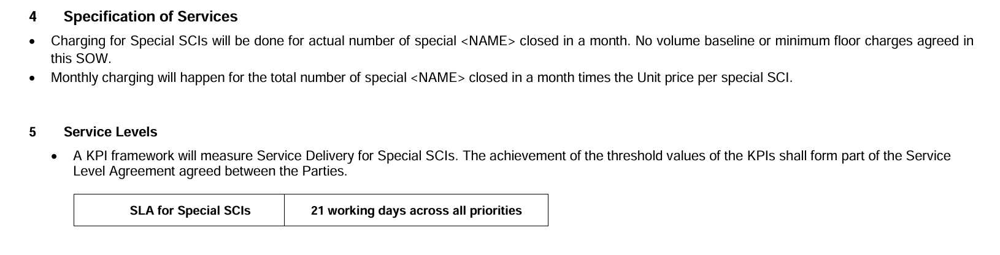 4 Specification of Services
• Charging for Special SCIs will be done for actual number of special <NAME> closed in a month. No volume baseline or minimum floor charges agreed in
this SOW.
• Monthly charging will happen for the total number of special <NAME> closed in a month times the Unit price per special SCI.
5 Service Levels
• A KPI framework will measure Service Delivery for Special SCIs. The achievement of the threshold values of the KPIs shall form part of the Service
Level Agreement agreed between the Parties.
SLA for Special SCIs 21 working days across all priorities